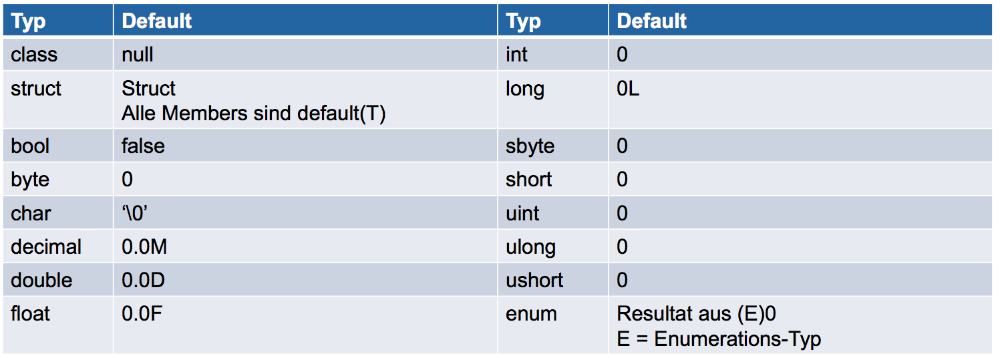 Typ Default Typ Default
class null int 0
struct Struct long 0L
Alle Members sind default(T)
bool false sbyte 0
byte 0 short 0
char ‘\0’ uint 0
decimal 0.0M ulong 0
double 0.0D ushort 0
float 0.0F enum Resultat aus (E)0
E = Enumerations-Typ